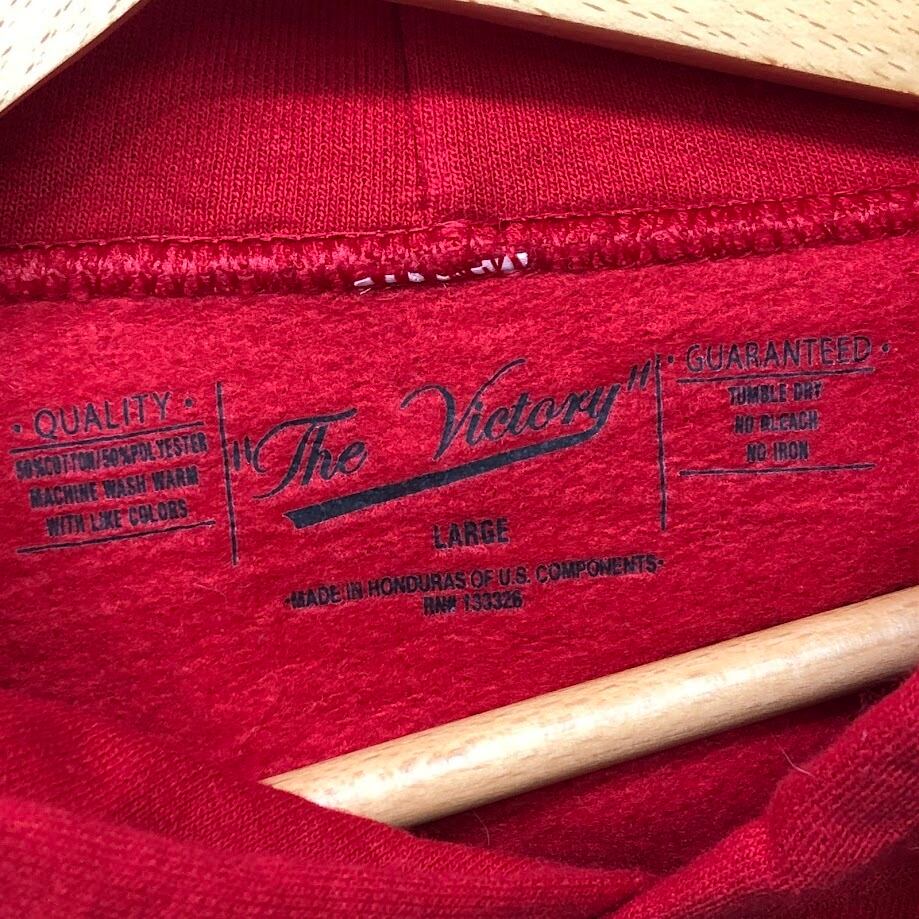 • QUALITY •
50%COTTON/50%POLYESTER
MACHINE WASH WARM
WITH LIKE COLORS
"The Victory"
LARGE
•MADE IN HONDURAS OF U.S. COMPONENTS•
RN# 133326
• GUARANTEED •
TUMBLE DRY
NO BLEACH
NO IRON